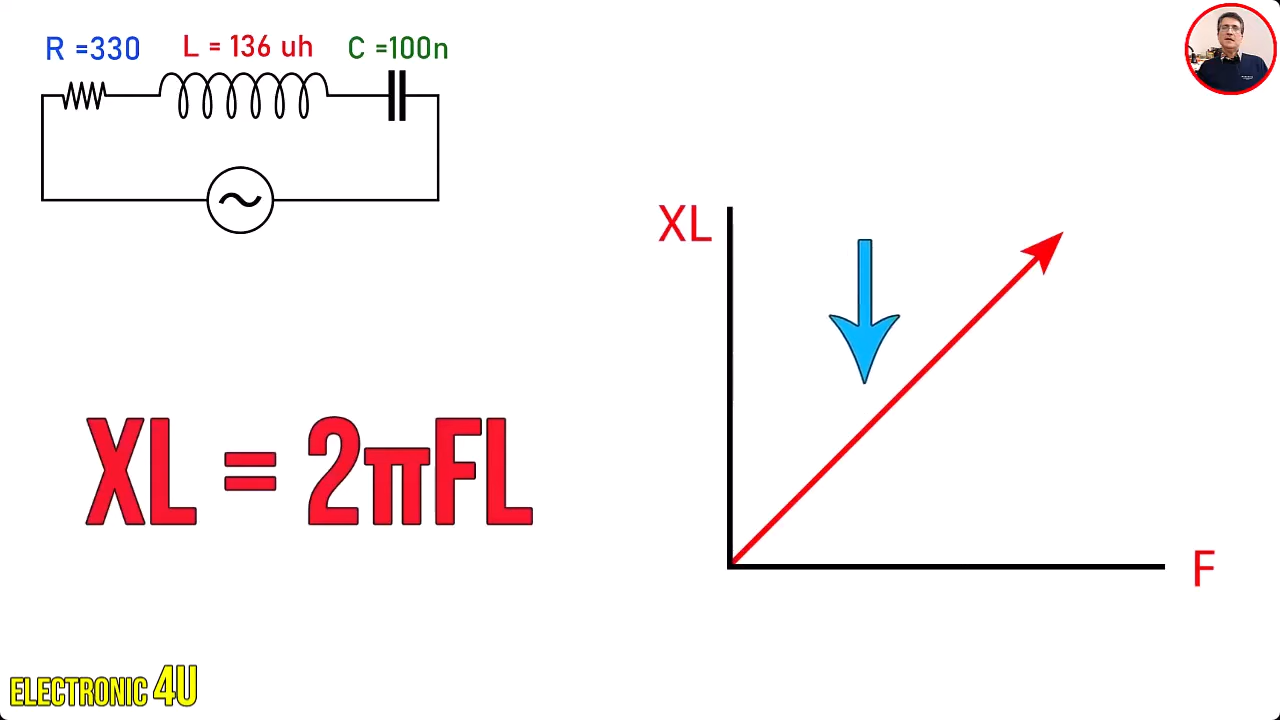 R =330 L = 136 uh C =100n
XL
XL = 2πFL
F
ELECTRONIC 4U